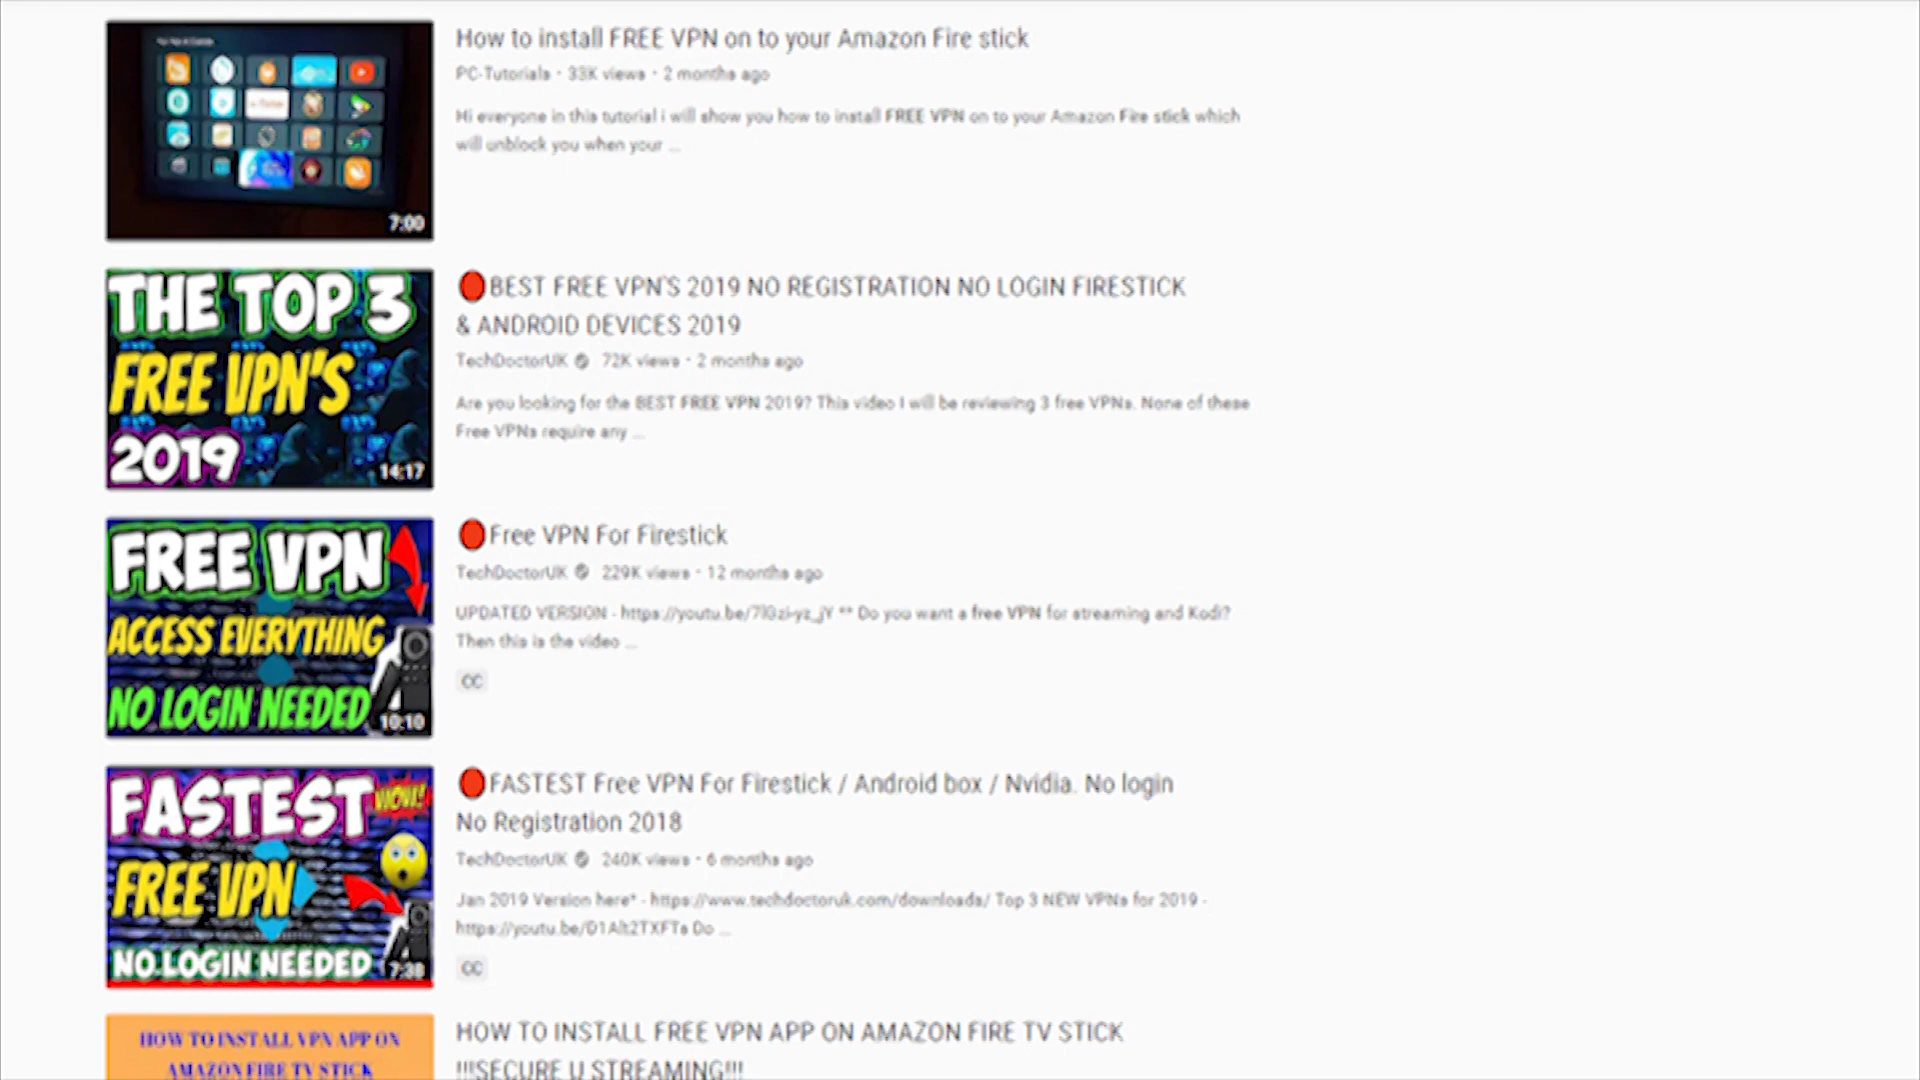 How to install FREE VPN on to your Amazon Fire stick
PC-Tutorials • 33K views • 2 months ago
Hi everyone in this tutorial i will show you how to install FREE VPN on to your Amazon Fire stick which
will unblock you when your ...
7:00
THE TOP 3
FREE VPN'S
2019
14:17
BEST FREE VPN'S 2019 NO REGISTRATION NO LOGIN FIRESTICK
& ANDROID DEVICES 2019
TechDoctorUK 72K views • 2 months ago
Are you looking for the BEST FREE VPN 2019? This video I will be reviewing 3 free VPNs. None of these
Free VPNs require any ...
FREE VPN
ACCESS EVERYTHING
NO LOGIN NEEDED
10:10
Free VPN For Firestick
TechDoctorUK 229K views • 12 months ago
UPDATED VERSION - ** Do you want a free VPN for streaming and Kodi?
Then this is the video ...
CC
FASTEST WOW!
FREE VPN
NO LOGIN NEEDED
7:38
FASTEST Free VPN For Firestick / Android box / Nvidia. No login
No Registration 2018
TechDoctorUK 240K views • 6 months ago
Jan 2019 Version here* - https://www.techdoctoruk.com/downloads/ Top 3 NEW VPNs for 2019 -
https://youtu.be/D1Alt2TXFTs Do ...
CC
HOW TO INSTALL VPN APP ON
AMAZON FIRE TV STICK
HOW TO INSTALL FREE VPN APP ON AMAZON FIRE TV STICK
!!!SECURE U STREAMING!!!